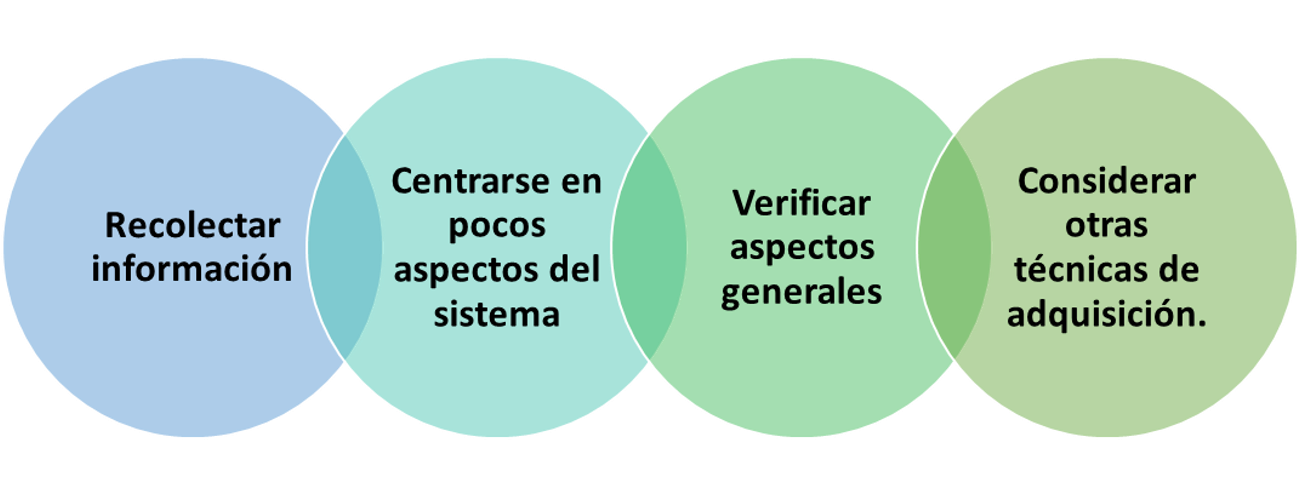 Recolectar
información
Centrarse en
pocos
aspectos del
sistema
Verificar
aspectos
generales
Considerar
otras
técnicas de
adquisición.